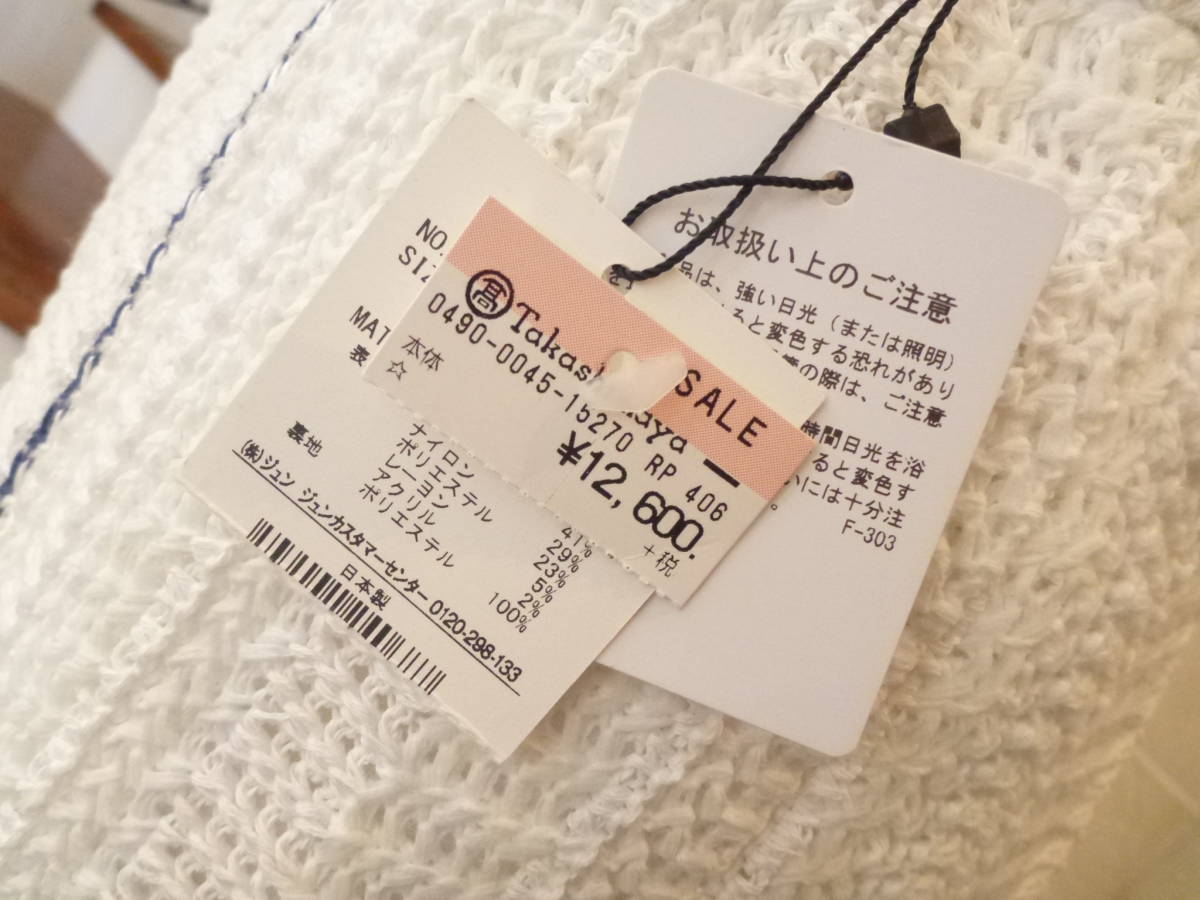 NO.
SIZ
MAT
表
SALE
髙 Takas aya
0490-0045-15270 RP 406
本体
☆
¥12,600.
+税
ナイロン 41%
ポリエステル 29%
レーヨン 23%
アクリル 5%
ポリエステル 2%
裏地 100%
(株)ジュン ジュンカスタマーセンター 0120-298-133
日本製
お取扱い上のご注意
品は、強い日光(または照明)
ると変色する恐れがあり
の際は、ご注意
時間日光を浴
ると変色す
いには十分注
。
F-303